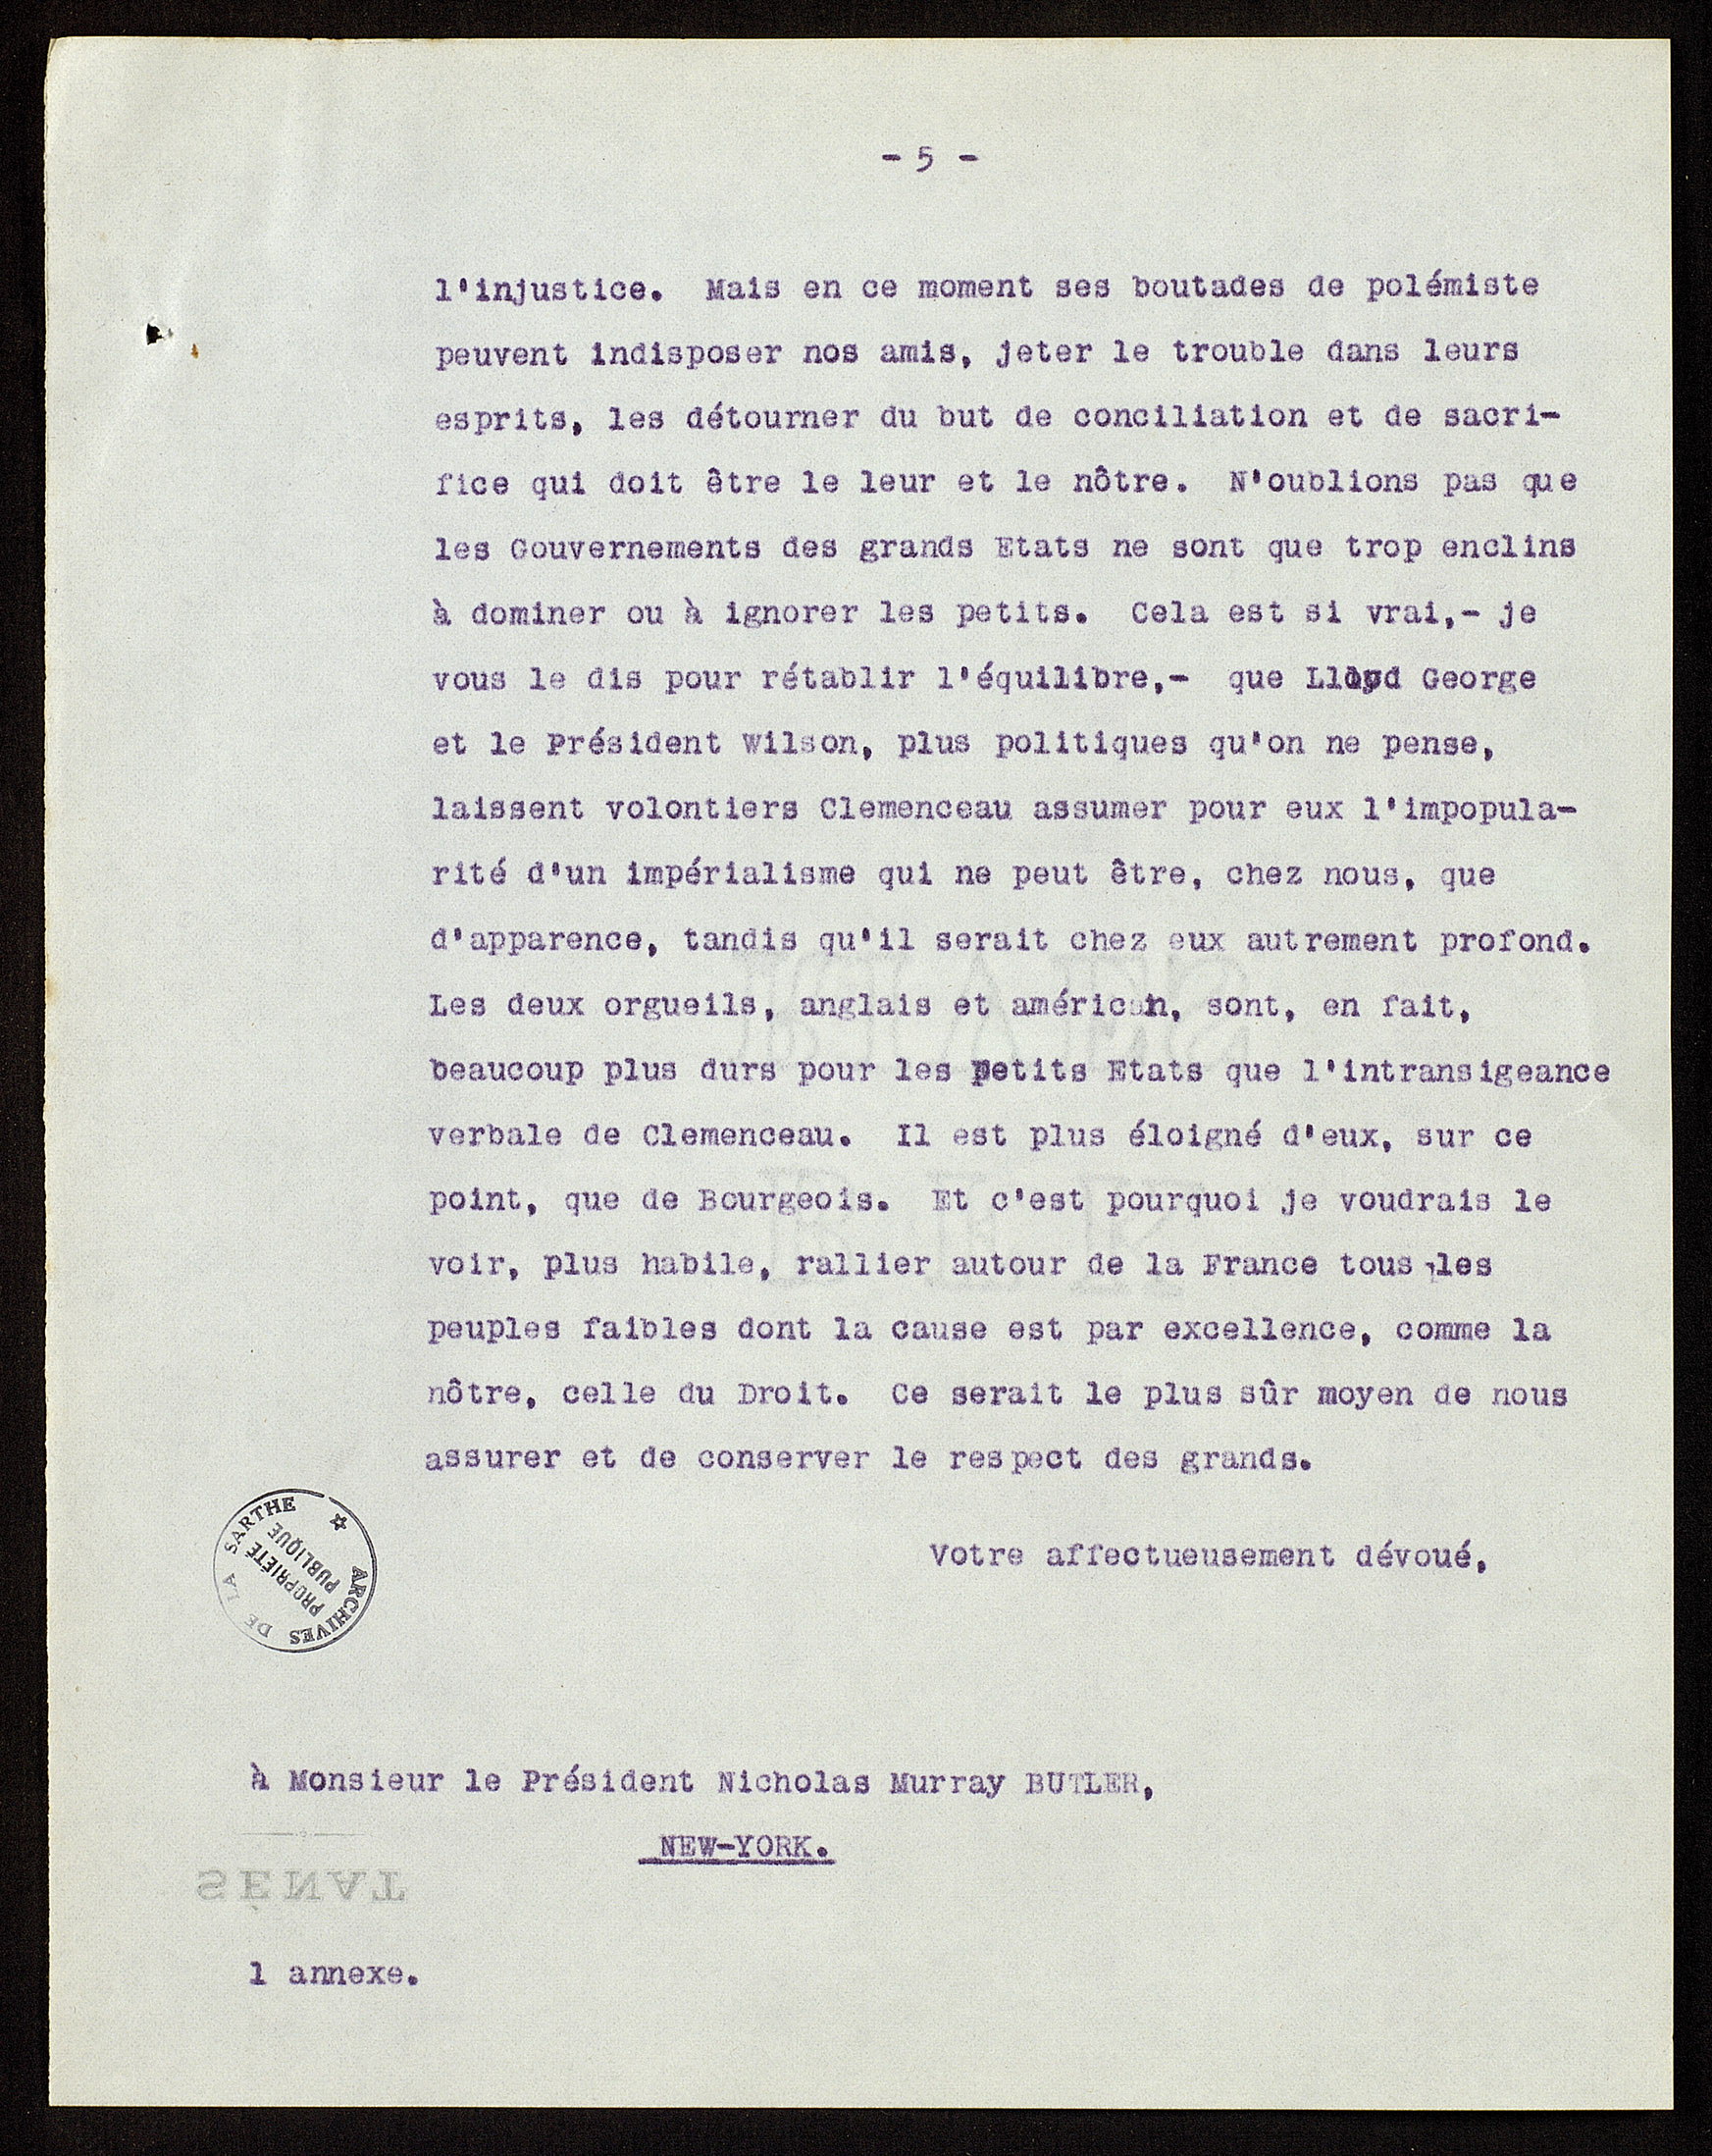 - 5 -
l'injustice. Mais en ce moment ses boutades de polémiste
peuvent indisposer nos amis, jeter le trouble dans leurs
esprits, les détourner du but de conciliation et de sacri-
fice qui doit être le leur et le nôtre. N'oublions pas que
les Gouvernements des grands Etats ne sont que trop enclins
à dominer ou à ignorer les petits. Cela est si vrai,- je
vous le dis pour rétablir l'équilibre,- que Lloyd George
et le Président Wilson, plus politiques qu'on ne pense,
laissent volontiers Clemenceau assumer pour eux l'impopula-
rité d'un impérialisme qui ne peut être, chez nous, que
d'apparence, tandis qu'il serait chez eux autrement profond.
Les deux orgueils, anglais et américan, sont, en fait,
beaucoup plus durs pour les petits Etats que l'intransigeance
verbale de Clemenceau. Il est plus éloigné d'eux, sur ce
point, que de Bourgeois. Et c'est pourquoi je voudrais le
voir, plus habile, rallier autour de la France tous les
peuples faibles dont la cause est par excellence, comme la
nôtre, celle du Droit. Ce serait le plus sûr moyen de nous
assurer et de conserver le respect des grands.
Votre affectueusement dévoué,
ARCHIVES DE LA SARTHE
PROPRIÉTÉ
PUBLIQUE
à Monsieur le Président Nicholas Murray BUTLER,
NEW-YORK.
SÉNAT
1 annexe.